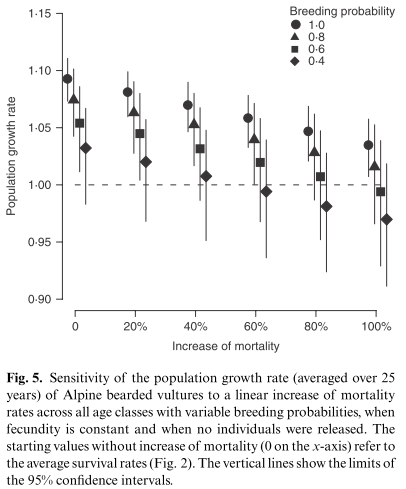 1·15
Breeding probability
1·0
0·8
0·6
0·4
1·10
1·05
1·00
0·95
0·90
Population growth rate
0
20%
40%
60%
80%
100%
Increase of mortality
Fig. 5. Sensitivity of the population growth rate (averaged over 25
years) of Alpine bearded vultures to a linear increase of mortality
rates across all age classes with variable breeding probabilities, when
fecundity is constant and when no individuals were released. The
starting values without increase of mortality (0 on the x-axis) refer to
the average survival rates (Fig. 2). The vertical lines show the limits of
the 95% confidence intervals.